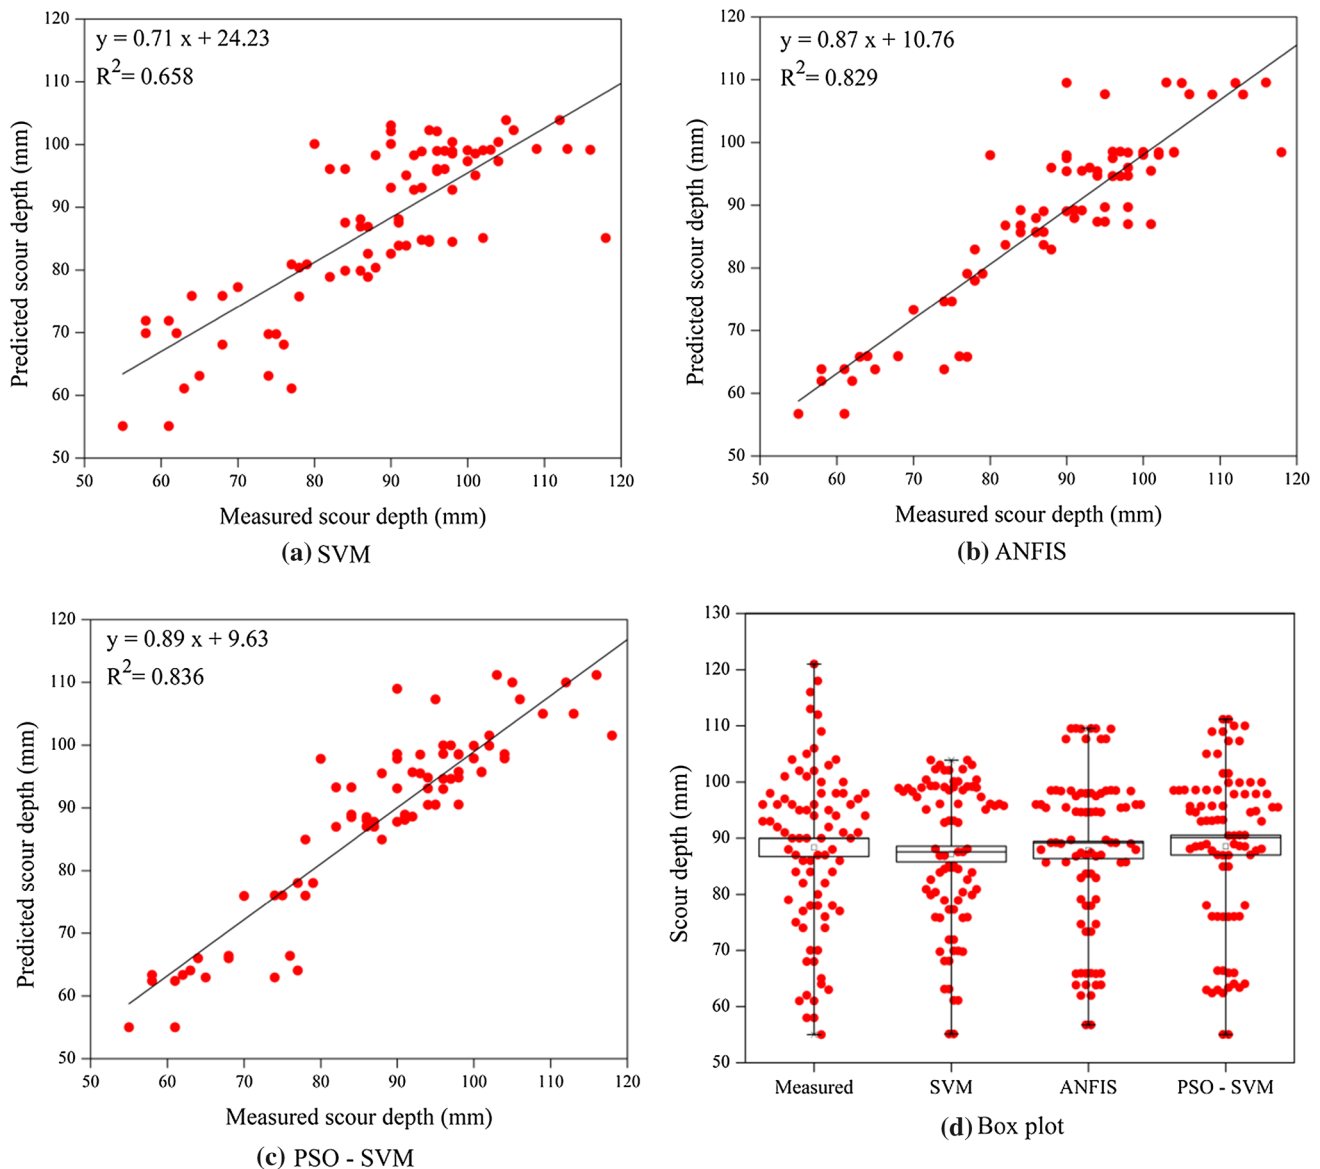 y = 0.71 x + 24.23
R2= 0.658
120
110
100
90
80
70
60
50
Predicted scour depth (mm)
50 60 70 80 90 100 110 120
Measured scour depth (mm)
(a) SVM
y = 0.87 x + 10.76
R2= 0.829
120
110
100
90
80
70
60
50
Predicted scour depth (mm)
50 60 70 80 90 100 110 120
Measured scour depth (mm)
(b) ANFIS
y = 0.89 x + 9.63
R2= 0.836
120
110
100
90
80
70
60
50
Predicted scour depth (mm)
50 60 70 80 90 100 110 120
Measured scour depth (mm)
(c) PSO - SVM
130
120
110
100
90
80
70
60
50
Scour depth (mm)
Measured SVM ANFIS PSO - SVM
(d) Box plot